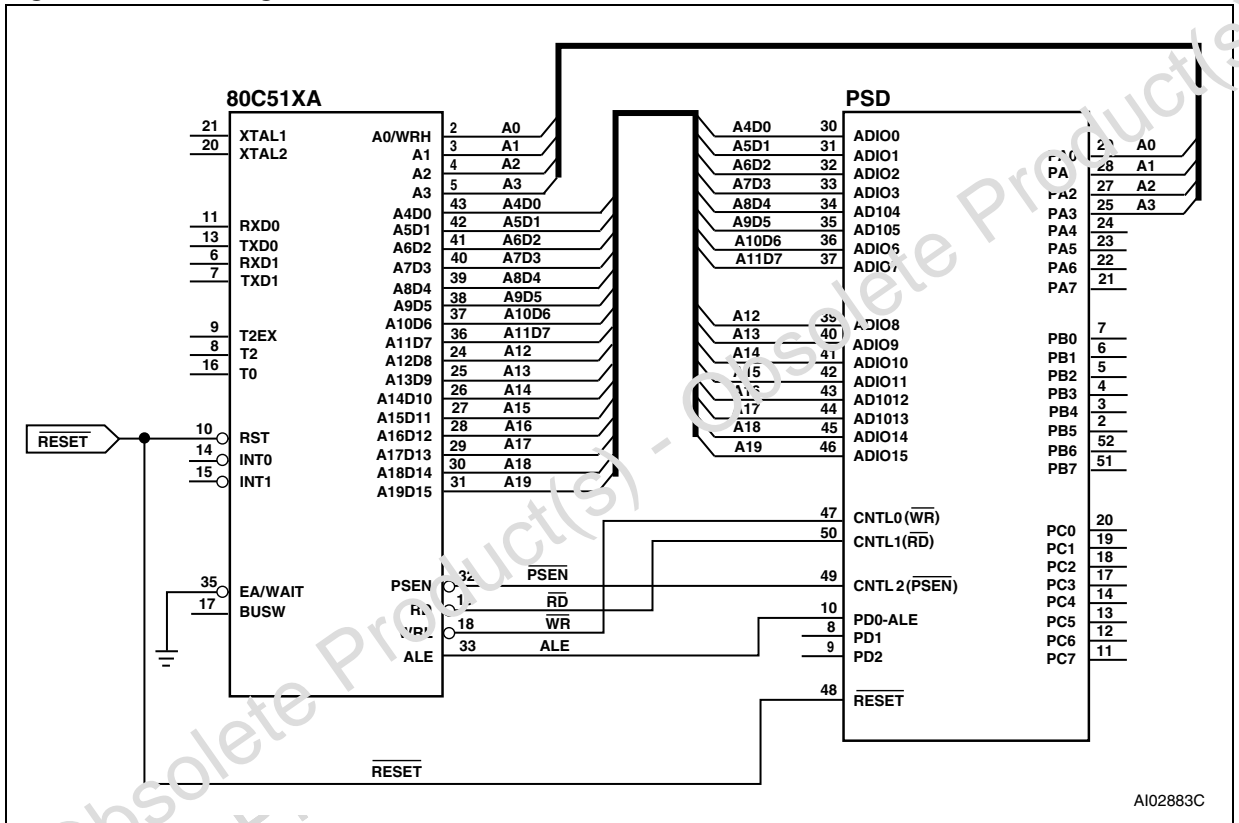 80C51XA
PSD
21 XTAL1
20 XTAL2
11 RXD0
13 TXD0
6 RXD1
7 TXD1
9 T2EX
8 T2
16 T0
RESET
10 RST
14 INT0
15 INT1
35 EA/WAIT
17 BUSW
A0/WRH 2 A0
A1 3 A1
A2 4 A2
A3 5 A3
A4D0 43 A4D0
A5D1 42 A5D1
A6D2 41 A6D2
A7D3 40 A7D3
A8D4 39 A8D4
A9D5 38 A9D5
A10D6 37 A10D6
A11D7 36 A11D7
A12D8 24 A12
A13D9 25 A13
A14D10 26 A14
A15D11 27 A15
A16D12 28 A16
A17D13 29 A17
A18D14 30 A18
A19D15 31 A19
PSEN 32 PSEN
RD
RD
WRL 18 WR
ALE 33 ALE
A4D0 30 ADIO0
A5D1 31 ADIO1
A6D2 32 ADIO2
A7D3 33 ADIO3
A8D4 34 AD104
A9D5 35 AD105
A10D6 36 ADIO6
A11D7 37 ADIO7
A12 39 ADIO8
A13 40 ADIO9
A14 41 ADIO10
A15 42 ADIO11
A16 43 AD1012
A17 44 AD1013
A18 45 ADIO14
A19 46 ADIO15
47 CNTL0(WR)
50 CNTL1(RD)
49 CNTL2(PSEN)
10 PD0-ALE
8 PD1
9 PD2
48 RESET
RESET
PA0 29 A0
28 A1
PA2 27 A2
PA3 25 A3
PA4 24
PA5 23
PA6 22
PA7 21
PB0 7
PB1 6
PB2 5
PB3 4
PB4 3
PB5 2
PB6 52
PB7 51
PC0 20
PC1 19
PC2 18
PC3 17
PC4 14
PC5 13
PC6 12
PC7 11
AI02883C
Obsolete Product(s) - Obsolete Product(s)